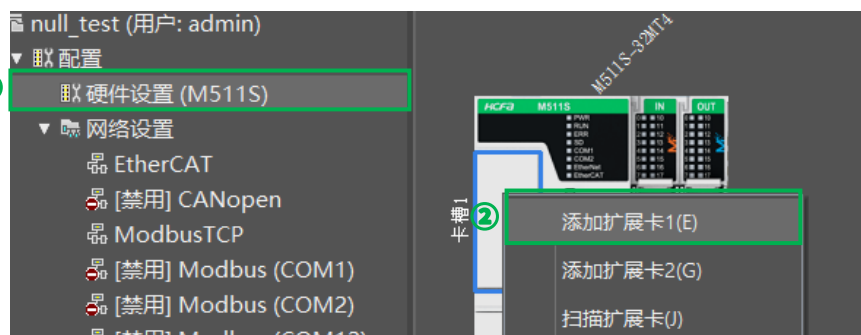 null_test (用户: admin)
配置
硬件设置 (M511S)
网络设置
EtherCAT
[禁用] CANopen
ModbusTCP
[禁用] Modbus (COM1)
[禁用] Modbus (COM2)
M511S-32MT4
HCFA M511S IN OUT
PWR
RUN
ERR
SD
COM1
COM2
EtherNet
EtherCAT
卡槽1
②
添加扩展卡1(E)
添加扩展卡2(G)
扫描扩展卡(J)